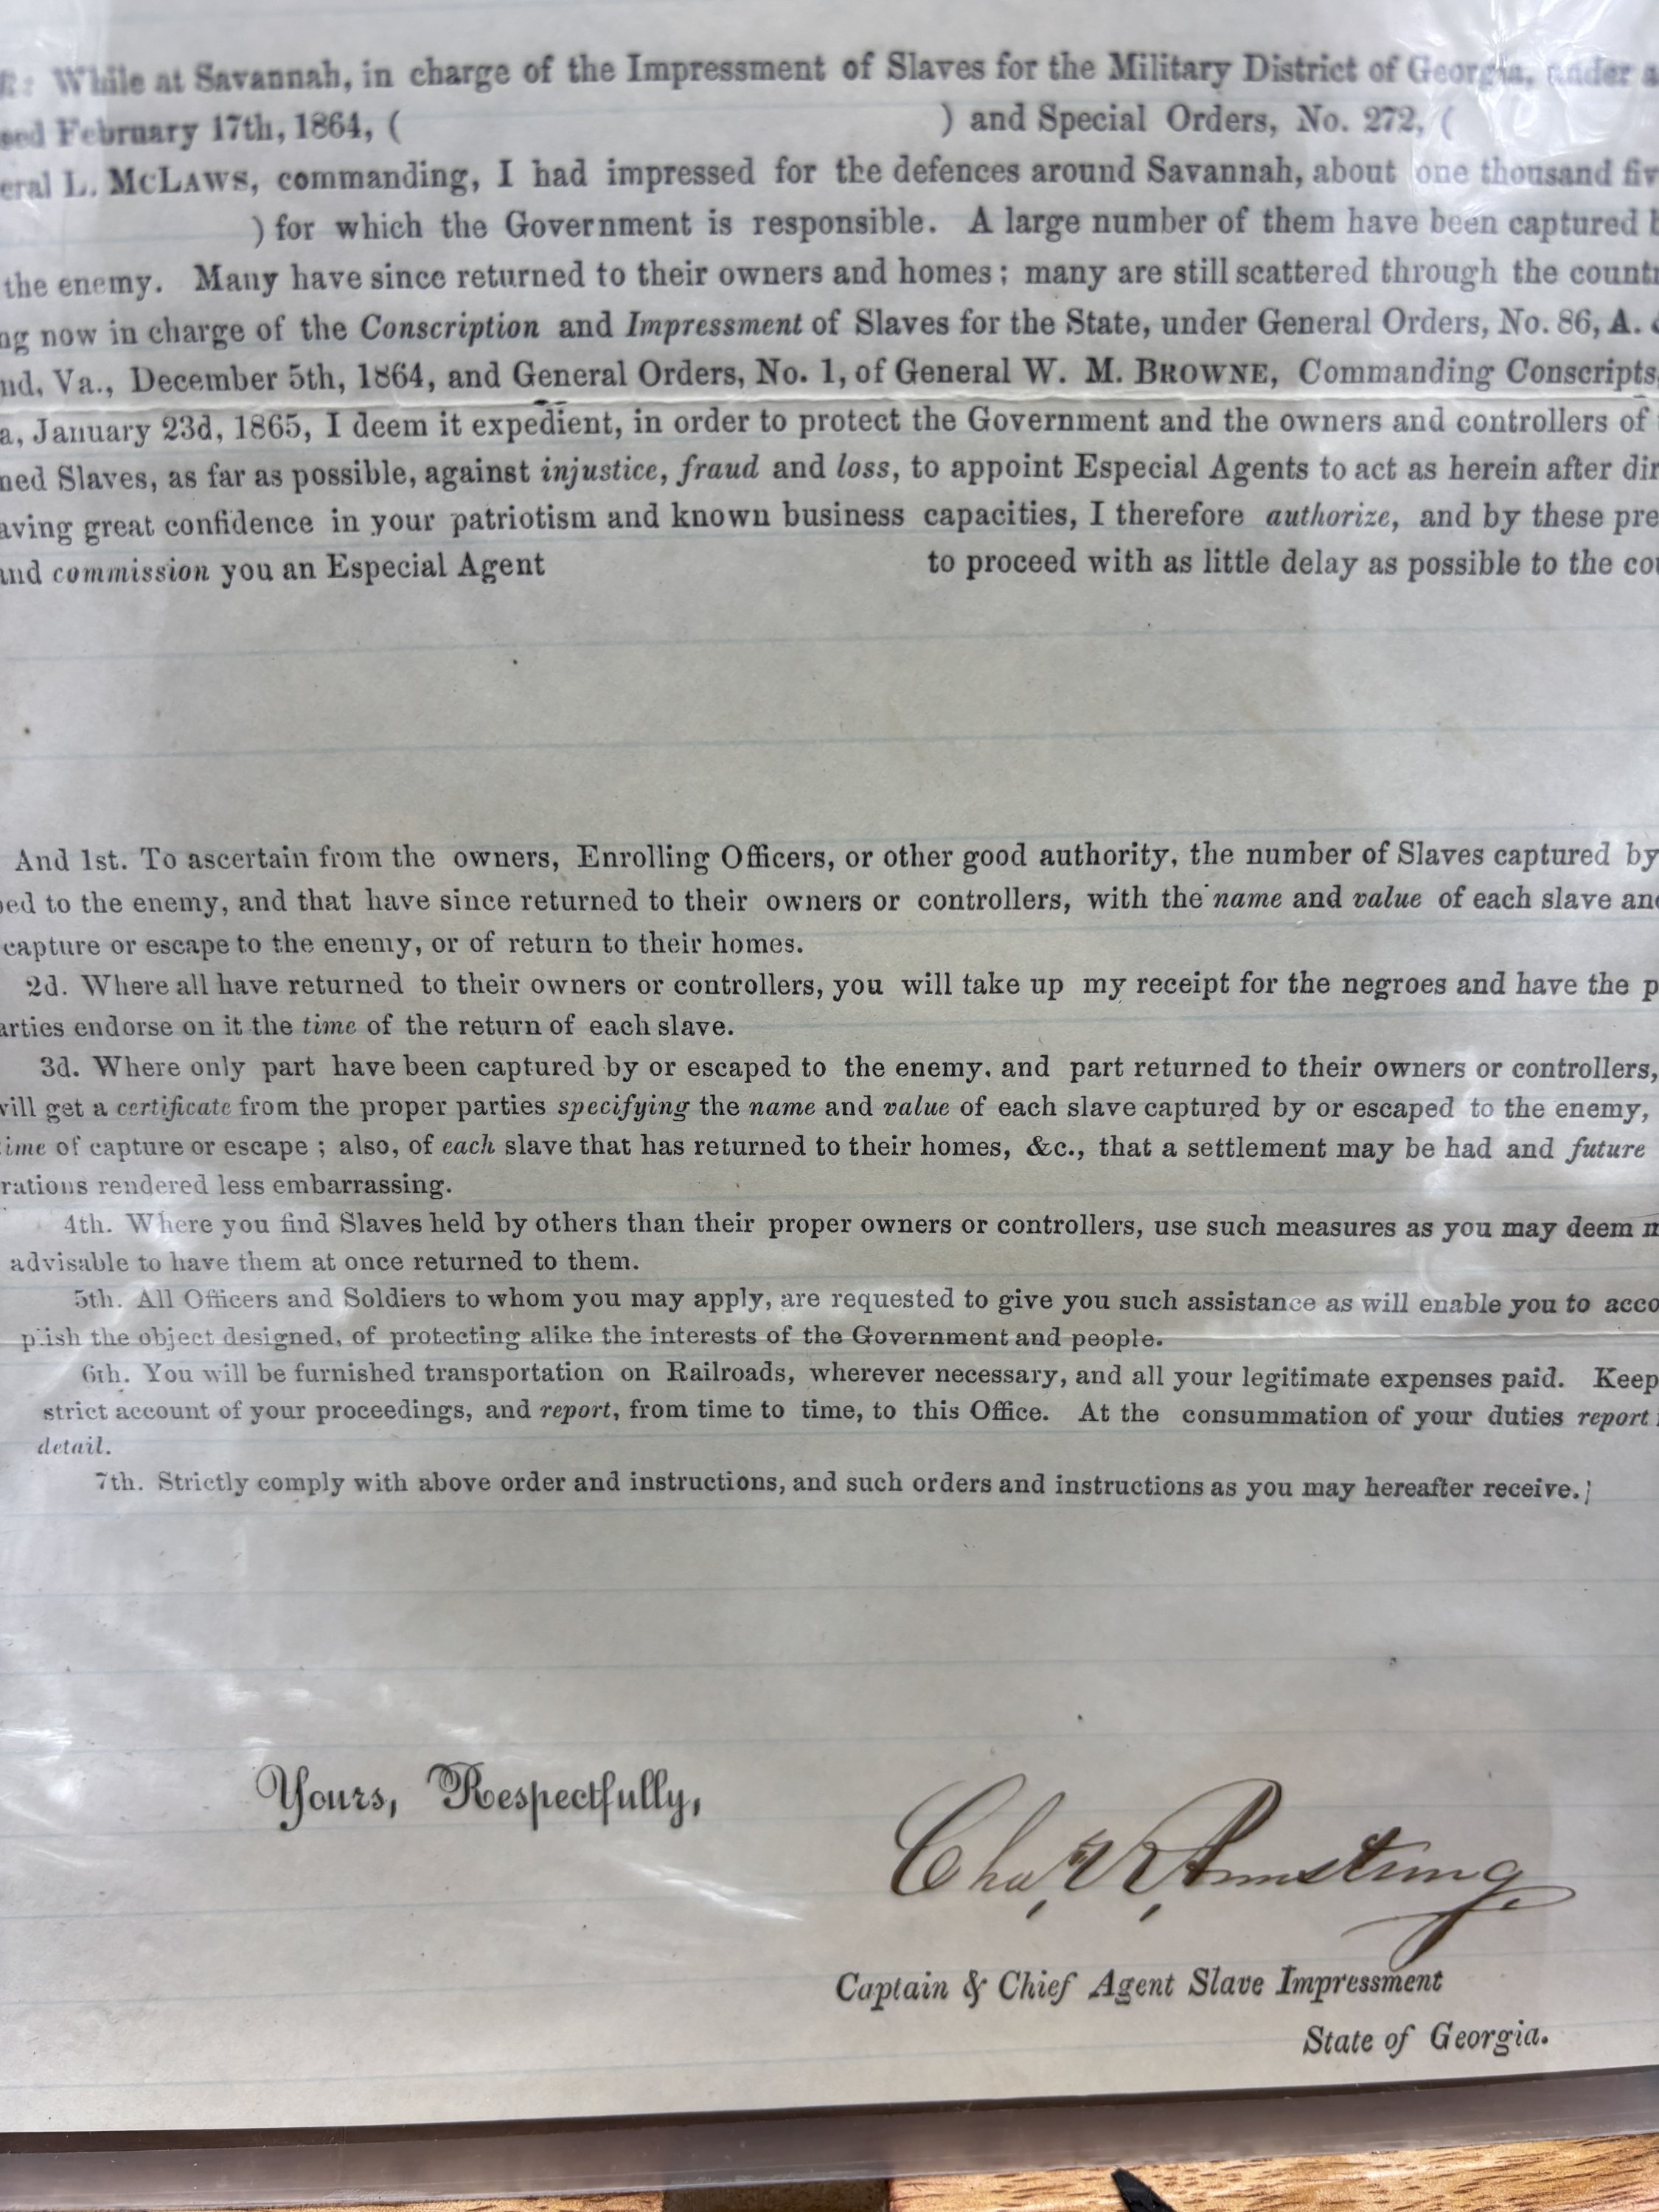 : While at Savannah, in charge of the Impressment of Slaves for the Military District of Georgia, under a
sed February 17th, 1864, ( ) and Special Orders, No. 272, (
eral L. McLAWS, commanding, I had impressed for the defences around Savannah, about one thousand fiv
) for which the Government is responsible. A large number of them have been captured b
the enemy. Many have since returned to their owners and homes; many are still scattered through the countr
ng now in charge of the Conscription and Impressment of Slaves for the State, under General Orders, No. 86, A. &
nd, Va., December 5th, 1864, and General Orders, No. 1, of General W. M. BROWNE, Commanding Conscripts,
a, January 23d, 1865, I deem it expedient, in order to protect the Government and the owners and controllers of
ned Slaves, as far as possible, against injustice, fraud and loss, to appoint Especial Agents to act as herein after dir
aving great confidence in your patriotism and known business capacities, I therefore authorize, and by these pre
and commission you an Especial Agent to proceed with as little delay as possible to the cou
And 1st. To ascertain from the owners, Enrolling Officers, or other good authority, the number of Slaves captured by
ped to the enemy, and that have since returned to their owners or controllers, with the name and value of each slave and
capture or escape to the enemy, or of return to their homes.
2d. Where all have returned to their owners or controllers, you will take up my receipt for the negroes and have the p
arties endorse on it the time of the return of each slave.
3d. Where only part have been captured by or escaped to the enemy, and part returned to their owners or controllers,
will get a certificate from the proper parties specifying the name and value of each slave captured by or escaped to the enemy,
time of capture or escape ; also, of each slave that has returned to their homes, &c., that a settlement may be had and future
rations rendered less embarrassing.
4th. Where you find Slaves held by others than their proper owners or controllers, use such measures as you may deem m
advisable to have them at once returned to them.
5th. All Officers and Soldiers to whom you may apply, are requested to give you such assistance as will enable you to acco
plish the object designed, of protecting alike the interests of the Government and people.
6th. You will be furnished transportation on Railroads, wherever necessary, and all your legitimate expenses paid. Keep
strict account of your proceedings, and report, from time to time, to this Office. At the consummation of your duties report i
detail.
7th. Strictly comply with above order and instructions, and such orders and instructions as you may hereafter receive.
Yours, Respectfully,
Chas. R. Armstrong
Captain & Chief Agent Slave Impressment
State of Georgia.